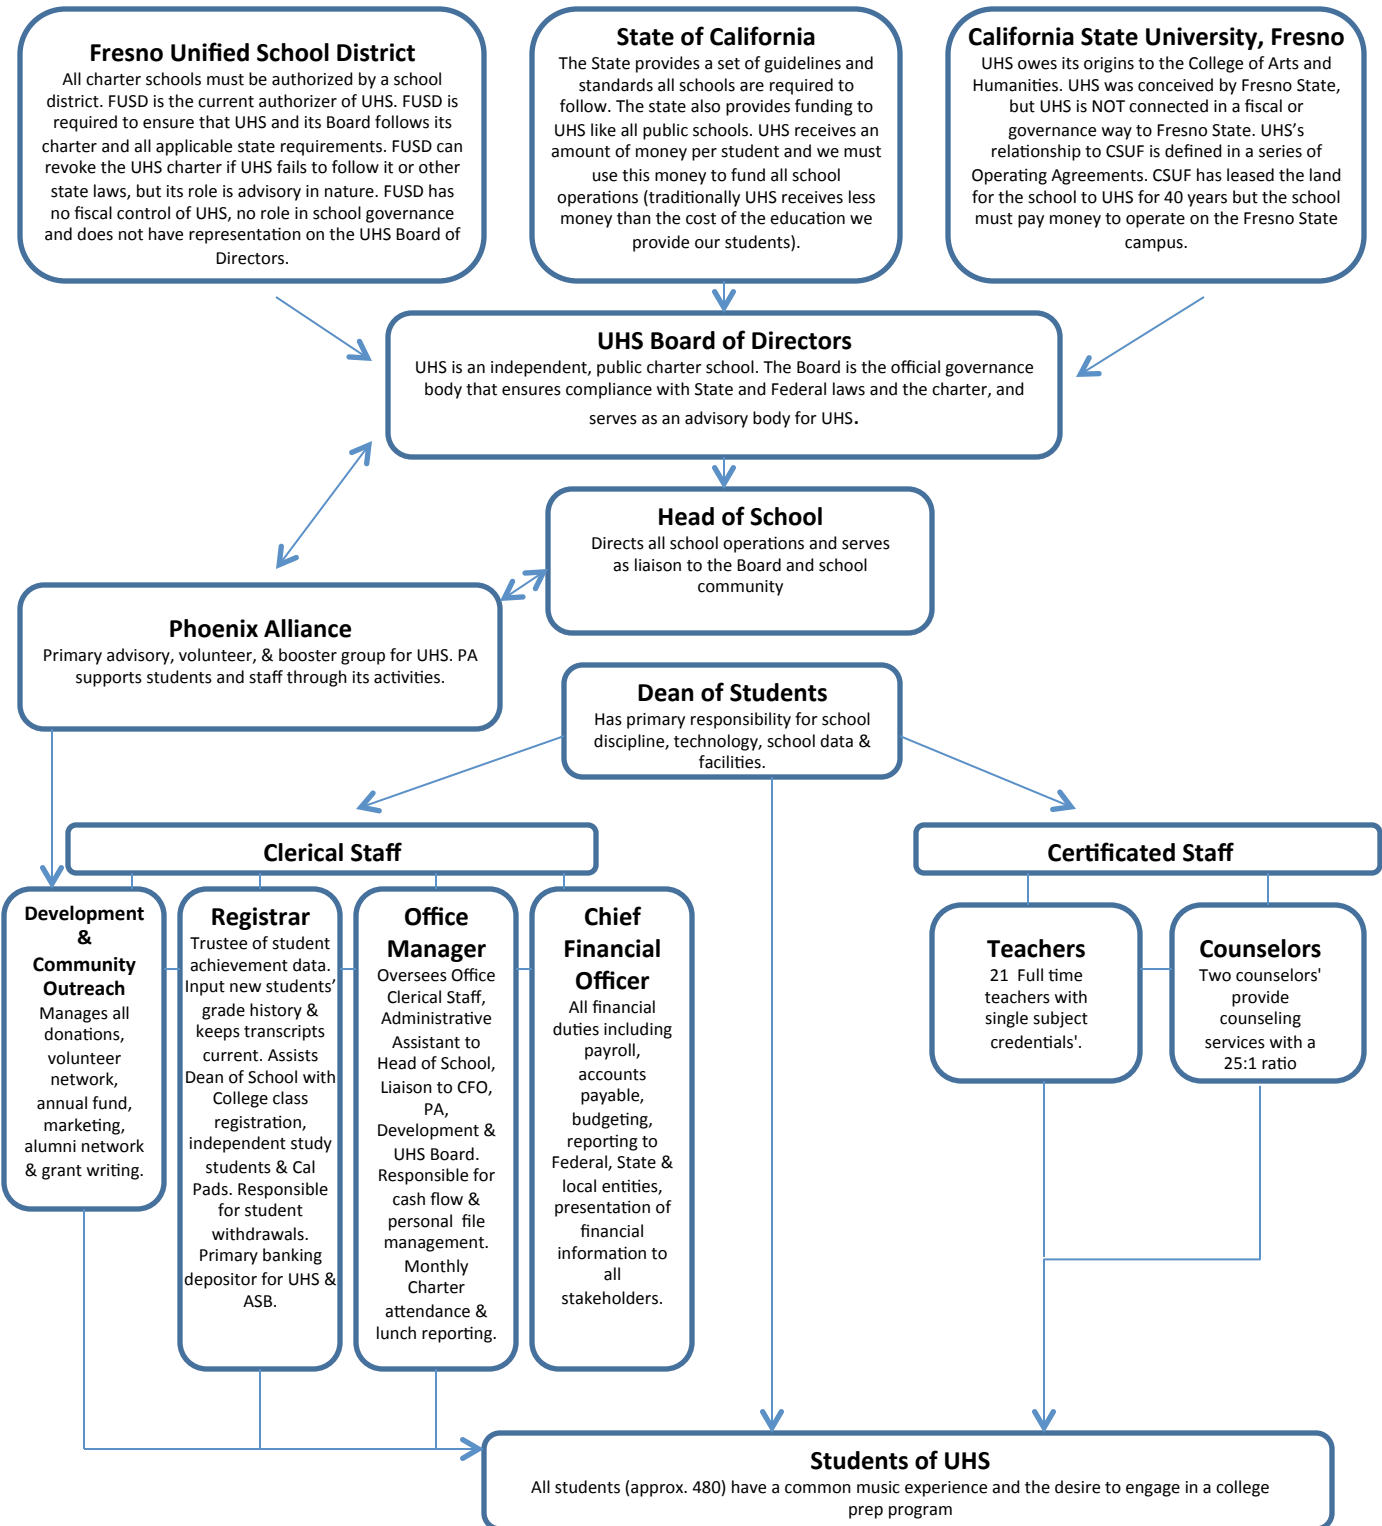 Fresno Unified School District
All charter schools must be authorized by a school
district. FUSD is the current authorizer of UHS. FUSD is
required to ensure that UHS and its Board follows its
charter and all applicable state requirements. FUSD can
revoke the UHS charter if UHS fails to follow it or other
state laws, but its role is advisory in nature. FUSD has
no fiscal control of UHS, no role in school governance
and does not have representation on the UHS Board of
Directors.
State of California
The State provides a set of guidelines and
standards all schools are required to
follow. The state also provides funding to
UHS like all public schools. UHS receives an
amount of money per student and we must
use this money to fund all school
operations (traditionally UHS receives less
money than the cost of the education we
provide our students).
California State University, Fresno
UHS owes its origins to the College of Arts and
Humanities. UHS was conceived by Fresno State,
but UHS is NOT connected in a fiscal or
governance way to Fresno State. UHS's
relationship to CSUF is defined in a series of
Operating Agreements. CSUF has leased the land
for the school to UHS for 40 years but the school
must pay money to operate on the Fresno State
campus.
UHS Board of Directors
UHS is an independent, public charter school. The Board is the official governance
body that ensures compliance with State and Federal laws and the charter, and
serves as an advisory body for UHS.
Head of School
Directs all school operations and serves
as liaison to the Board and school
community
Phoenix Alliance
Primary advisory, volunteer, & booster group for UHS. PA
supports students and staff through its activities.
Dean of Students
Has primary responsibility for school
discipline, technology, school data &
facilities.
Clerical Staff
Certificated Staff
Development
&
Community
Outreach
Manages all
donations,
volunteer
network,
annual fund,
marketing,
alumni network
& grant writing.
Registrar
Trustee of student
achievement data.
Input new students'
grade history &
keeps transcripts
current. Assists
Dean of School with
College class
registration,
independent study
students & Cal
Pads. Responsible
for student
withdrawals.
Primary banking
depositor for UHS &
ASB.
Office
Manager
Oversees Office
Clerical Staff,
Administrative
Assistant to
Head of School,
Liaison to CFO,
PA,
Development &
UHS Board.
Responsible for
cash flow &
personal file
management.
Monthly
Charter
attendance &
lunch reporting.
Chief
Financial
Officer
All financial
duties including
payroll,
accounts
payable,
budgeting,
reporting to
Federal, State &
local entities,
presentation of
financial
information to
all
stakeholders.
Teachers
21 Full time
teachers with
single subject
credentials'.
Counselors
Two counselors'
provide
counseling
services with a
25:1 ratio
Students of UHS
All students (approx. 480) have a common music experience and the desire to engage in a college
prep program